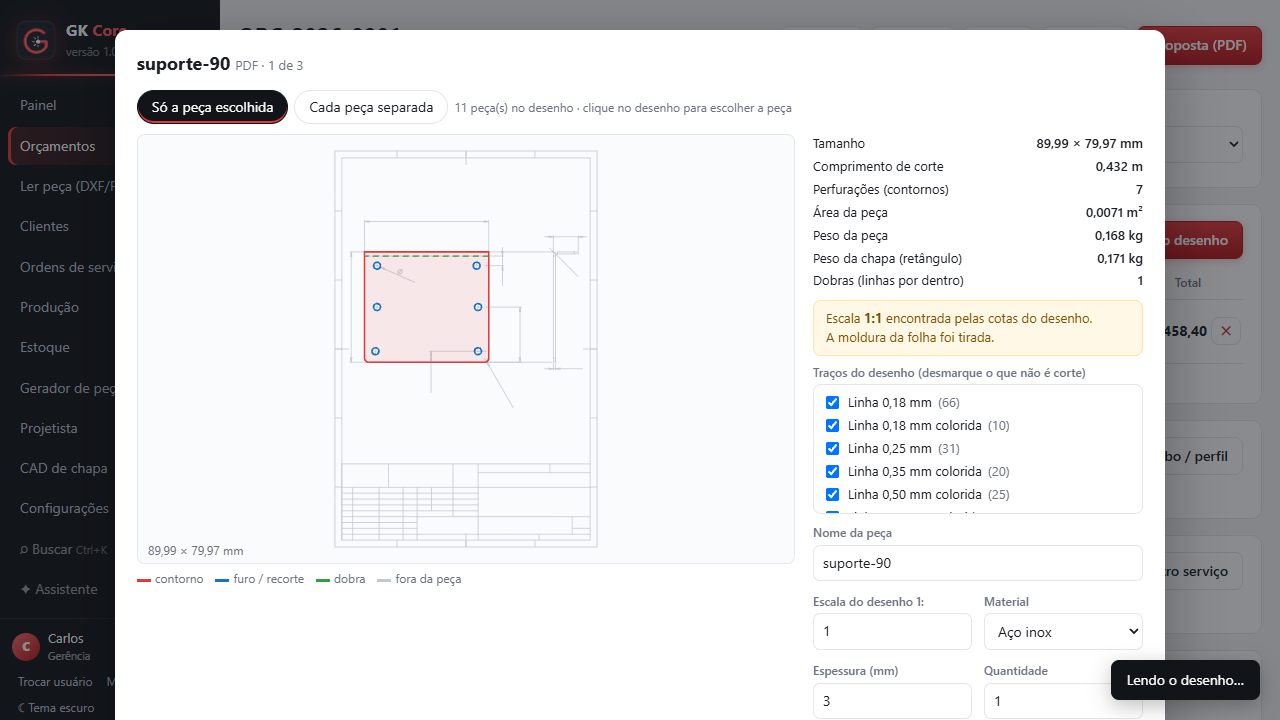 GK Core
versão 1.0
oposta (PDF)
Painel
Orçamentos
Ler peça (DXF/P
Clientes
Ordens de servi
Produção
Estoque
Gerador de peç
Projetista
CAD de chapa
Configurações
Buscar Ctrl+K
Assistente
C
Carlos
Gerência
Trocar usuário M
Tema escuro
suporte-90 PDF · 1 de 3
Só a peça escolhida
Cada peça separada
11 peça(s) no desenho · clique no desenho para escolher a peça
89,99 × 79,97 mm
contorno
furo / recorte
dobra
fora da peça
Tamanho 89,99 × 79,97 mm
Comprimento de corte 0,432 m
Perfurações (contornos) 7
Área da peça 0,0071 m²
Peso da peça 0,168 kg
Peso da chapa (retângulo) 0,171 kg
Dobras (linhas por dentro) 1
Escala 1:1 encontrada pelas cotas do desenho.
A moldura da folha foi tirada.
Traços do desenho (desmarque o que não é corte)
Linha 0,18 mm (66)
Linha 0,18 mm colorida (10)
Linha 0,25 mm (31)
Linha 0,35 mm colorida (20)
Linha 0,50 mm colorida (25)
Nome da peça
suporte-90
Escala do desenho 1:
1
Material
Aço inox
Espessura (mm)
3
Quantidade
1
o desenho
Total
458,40
bo / perfil
ro serviço
Lendo o desenho...